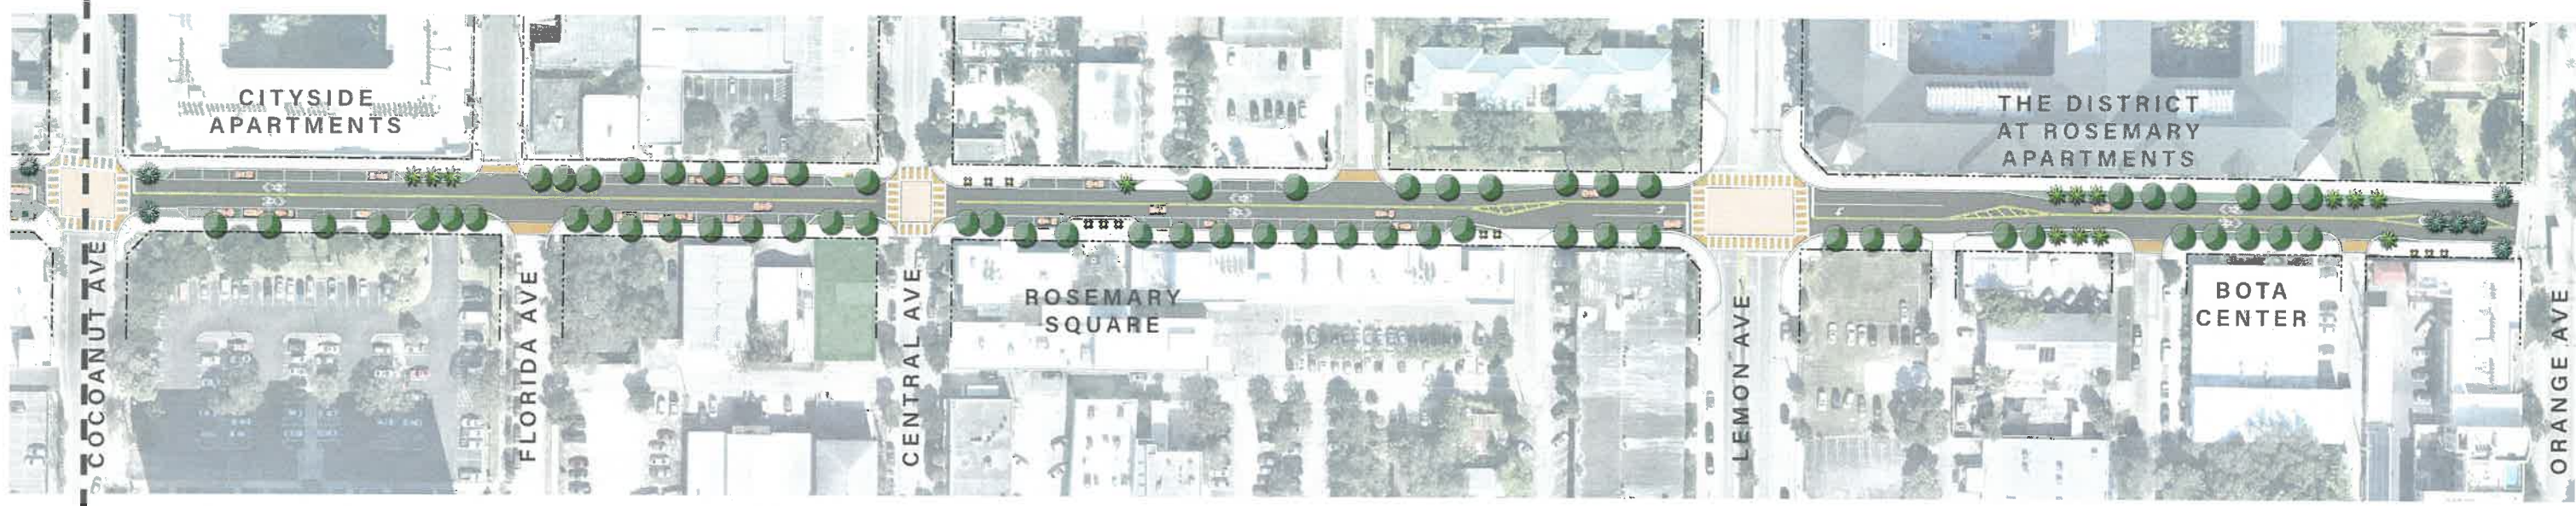 CITYSIDE
APARTMENTS
THE DISTRICT
AT ROSEMARY
APARTMENTS
ROSEMARY
SQUARE
BOTA
CENTER
COCOANUT AVE
FLORIDA AVE
CENTRAL AVE
LEMON AVE
ORANGE AVE